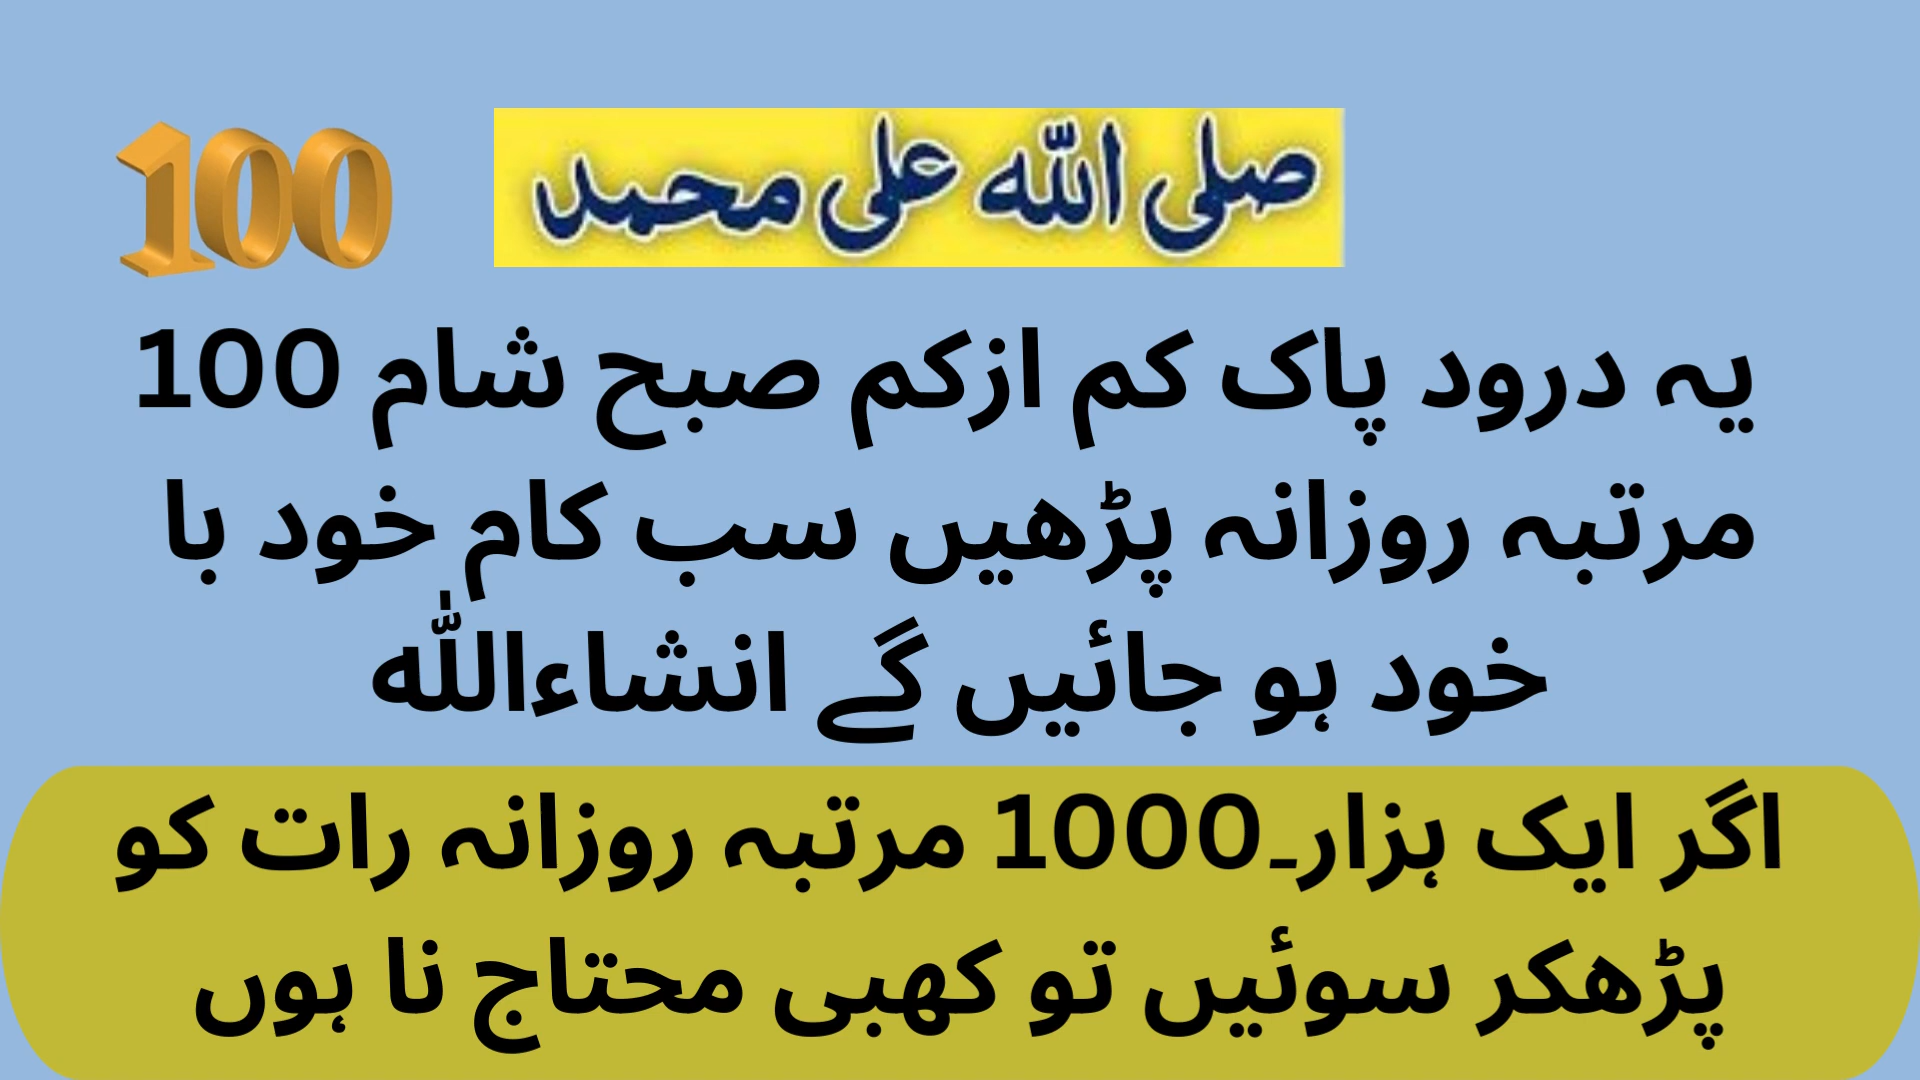 100
صلی اللہ علی محمد
یہ درود پاک کم ازکم صبح شام 100
مرتبہ روزانہ پڑھیں سب کام خود با
خود ہو جائیں گے انشاءاللّٰه
اگر ایک ہزار۔1000 مرتبہ روزانہ رات کو
پڑھکر سوئیں تو کھبی محتاج نا ہوں